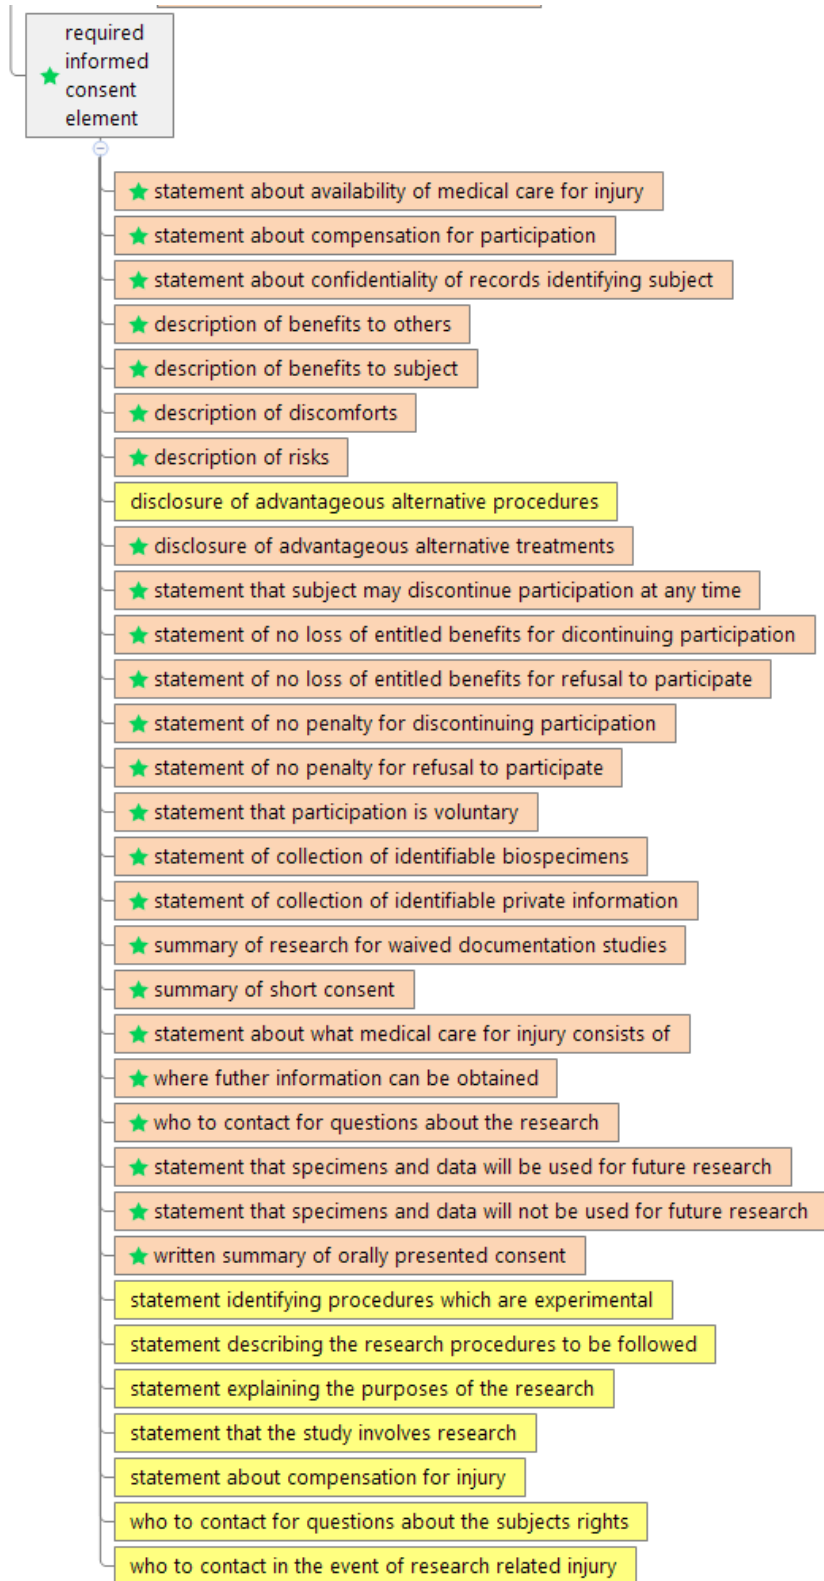 required
informed
consent
element
statement about availability of medical care for injury
statement about compensation for participation
statement about confidentiality of records identifying subject
description of benefits to others
description of benefits to subject
description of discomforts
description of risks
disclosure of advantageous alternative procedures
disclosure of advantageous alternative treatments
statement that subject may discontinue participation at any time
statement of no loss of entitled benefits for dicontinuing participation
statement of no loss of entitled benefits for refusal to participate
statement of no penalty for discontinuing participation
statement of no penalty for refusal to participate
statement that participation is voluntary
statement of collection of identifiable biospecimens
statement of collection of identifiable private information
summary of research for waived documentation studies
summary of short consent
statement about what medical care for injury consists of
where futher information can be obtained
who to contact for questions about the research
statement that specimens and data will be used for future research
statement that specimens and data will not be used for future research
written summary of orally presented consent
statement identifying procedures which are experimental
statement describing the research procedures to be followed
statement explaining the purposes of the research
statement that the study involves research
statement about compensation for injury
who to contact for questions about the subjects rights
who to contact in the event of research related injury